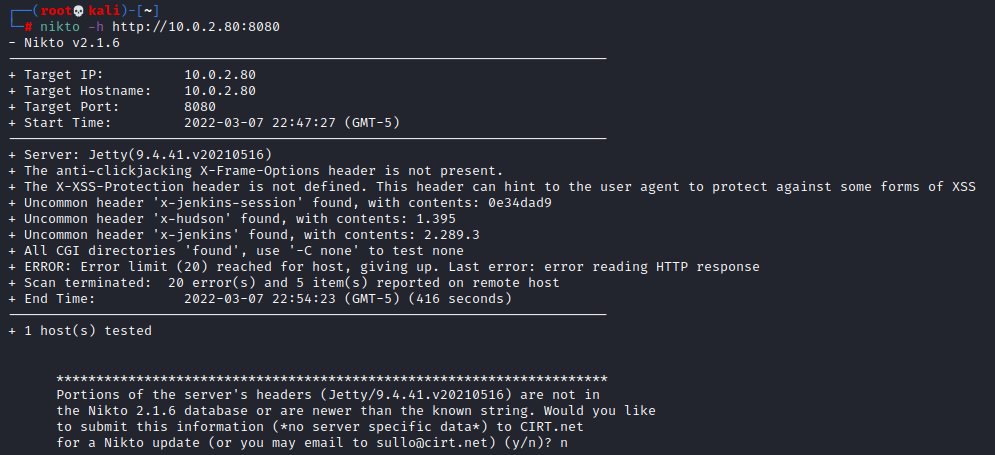 ┌──(root💀kali)-[~]
└─# nikto -h http://10.0.2.80:8080
- Nikto v2.1.6
---------------------------------------------------------------------------
+ Target IP:          10.0.2.80
+ Target Hostname:    10.0.2.80
+ Target Port:        8080
+ Start Time:         2022-03-07 22:47:27 (GMT-5)
---------------------------------------------------------------------------
+ Server: Jetty(9.4.41.v20210516)
+ The anti-clickjacking X-Frame-Options header is not present.
+ The X-XSS-Protection header is not defined. This header can hint to the user agent to protect against some forms of XSS
+ Uncommon header 'x-jenkins-session' found, with contents: 0e34dad9
+ Uncommon header 'x-hudson' found, with contents: 1.395
+ Uncommon header 'x-jenkins' found, with contents: 2.289.3
+ All CGI directories 'found', use '-C none' to test none
+ ERROR: Error limit (20) reached for host, giving up. Last error: error reading HTTP response
+ Scan terminated:  20 error(s) and 5 item(s) reported on remote host
+ End Time:           2022-03-07 22:54:23 (GMT-5) (416 seconds)
---------------------------------------------------------------------------
+ 1 host(s) tested
*********************************************************************
Portions of the server's headers (Jetty/9.4.41.v20210516) are not in
the Nikto 2.1.6 database or are newer than the known string. Would you like
to submit this information (*no server specific data*) to CIRT.net
for a Nikto update (or you may email to sullo@cirt.net) (y/n)? n